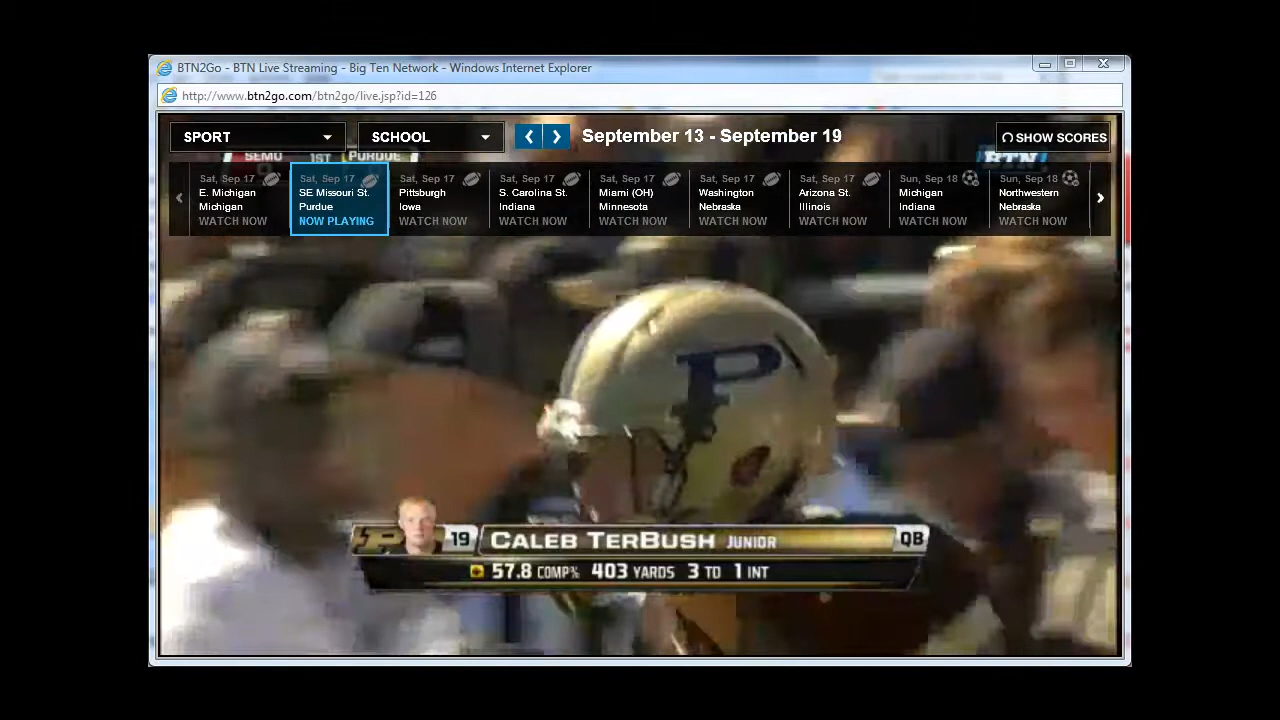 BTN2Go - BTN Live Streaming - Big Ten Network - Windows Internet Explorer
http://www.btn2go.com/btn2go/live.jsp?id=126
SPORT
SCHOOL
September 13 - September 19
SHOW SCORES
SEMO 1ST PURDUE
BTN
Sat, Sep 17
E. Michigan
Michigan
WATCH NOW
Sat, Sep 17
SE Missouri St.
Purdue
NOW PLAYING
Sat, Sep 17
Pittsburgh
Iowa
WATCH NOW
Sat, Sep 17
S. Carolina St.
Indiana
WATCH NOW
Sat, Sep 17
Miami (OH)
Minnesota
WATCH NOW
Sat, Sep 17
Washington
Nebraska
WATCH NOW
Sat, Sep 17
Arizona St.
Illinois
WATCH NOW
Sun, Sep 18
Michigan
Indiana
WATCH NOW
Sun, Sep 18
Northwestern
Nebraska
WATCH NOW
P
P 19 CALEB TERBUSH JUNIOR QB
57.8 COMP% 403 YARDS 3 TD 1 INT